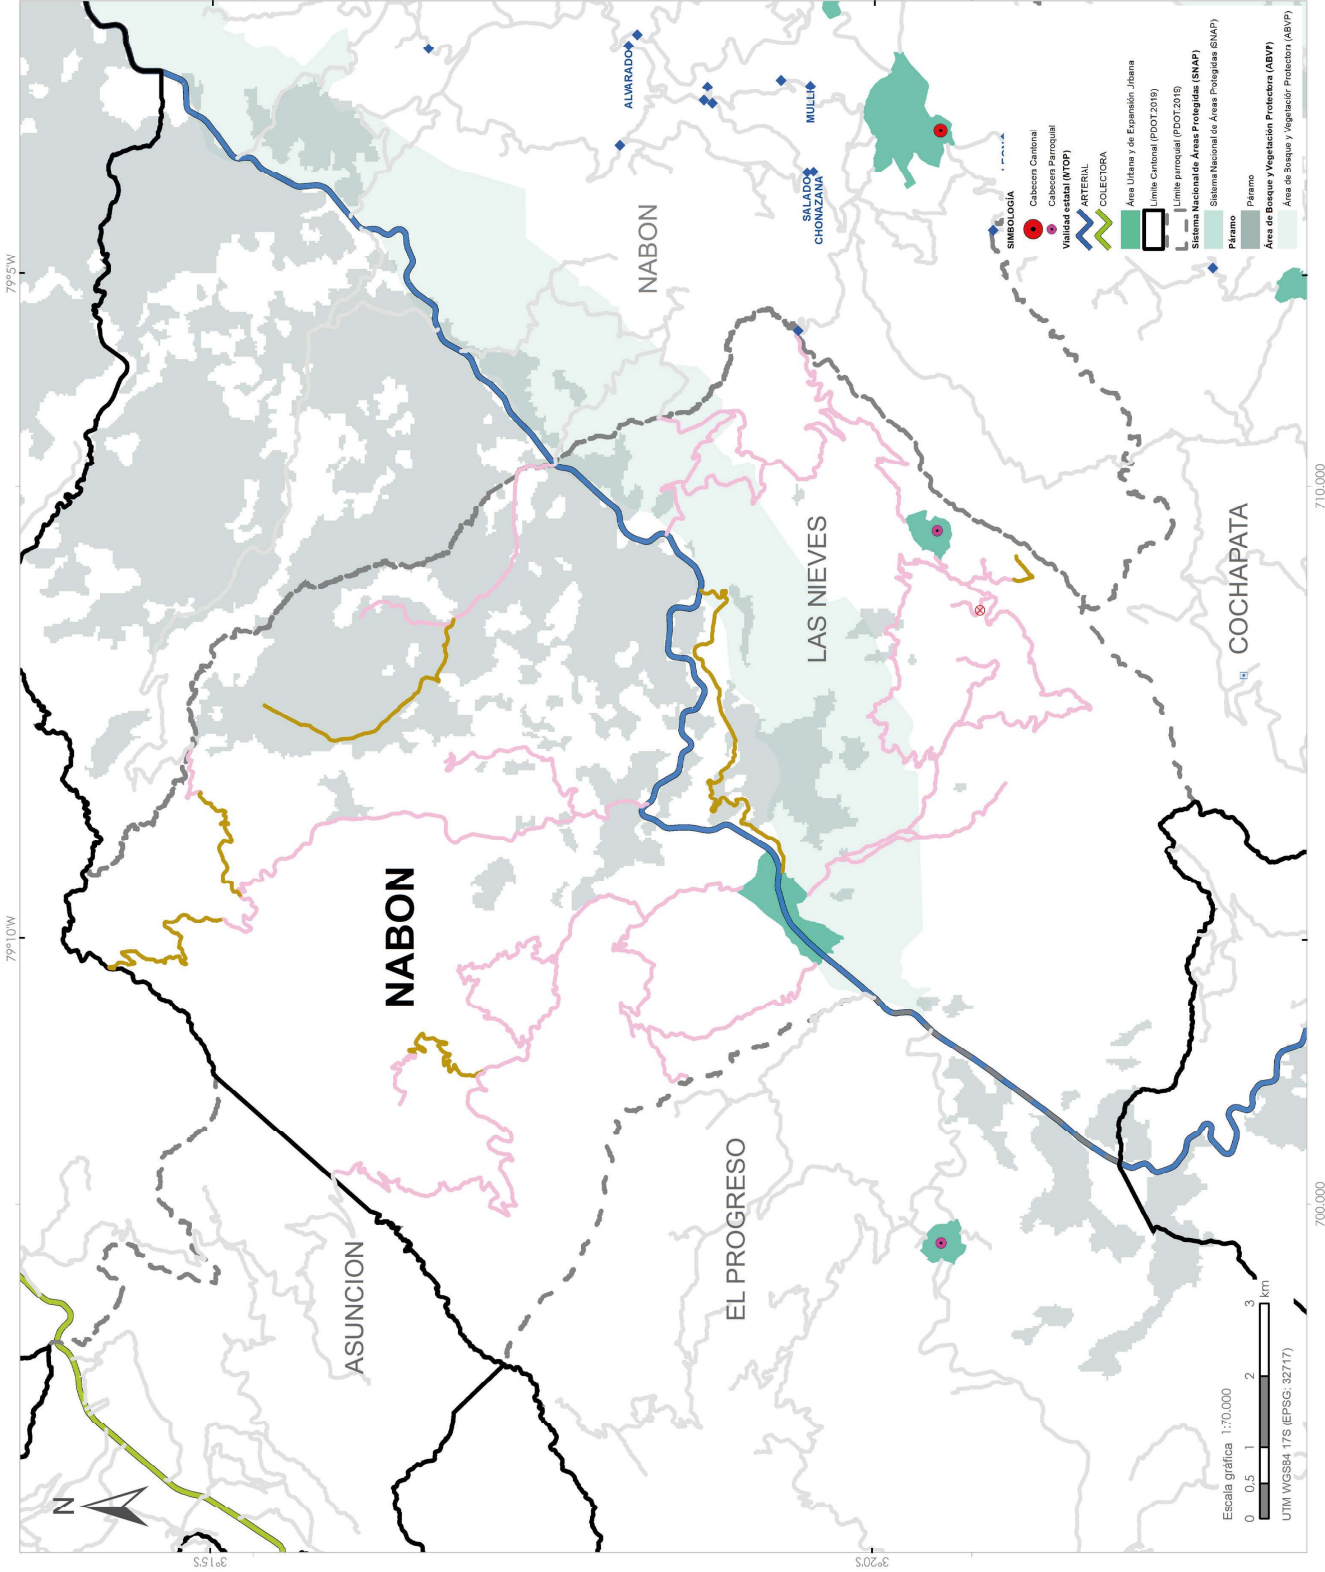 79°10'W
79°5'W
N
3°15'S
3°20'S
NABON
ASUNCION
EL PROGRESO
LAS NIEVES
NABON
COCHAPATA
ALVARADO
MULLI
SALADO
CHONAZANA
SIMBOLOGÍA
Cabecera Cantonal
Cabecera Parroquial
Vialidad estatal (MTOP)
ARTERIAL
COLECTORA
Área Urbana y de Expansión Urbana
Límite Cantonal (PDOT:2019)
Límite parroquial (PDOT:2019)
Sistema Nacional de Áreas Protegidas (SNAP)
Sistema Nacional de Áreas Protegidas (SNAP)
Páramo
Páramo
Área de Bosque y Vegetación Protectora (ABVP)
Área de Bosque y Vegetación Protectora (ABVP)
Escala gráfica 1:70.000
0 0,5 1 2 3
km
UTM WGS84 17S (EPSG: 32717)
700.000
710.000